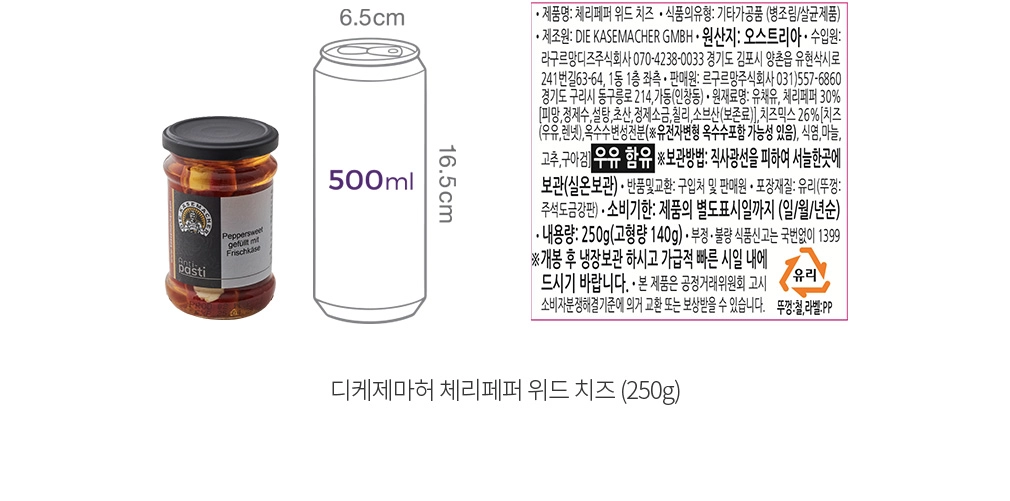 6.5cm
500ml
16.5cm
DIE KASEMACHER
Peppersweet
gefüllt mit
Frischkäse
Anti
pasti
• 제품명: 체리페퍼 위드 치즈 • 식품의유형: 기타가공품 (병조림/살균제품)
• 제조원: DIE KASEMACHER GMBH • 원산지: 오스트리아 • 수입원:
라구르망디즈주식회사 070-4238-0033 경기도 김포시 양촌읍 유현삭시로
241번길63-64, 1동 1층 좌측 • 판매원: 르구르망주식회사 031)557-6860
경기도 구리시 동구릉로 214,가동(인창동) • 원재료명: 유채유, 체리페퍼 30%
[피망,정제수,설탕,초산,정제소금,칠리,소브산(보존료)],치즈믹스 26%[치즈
(우유,렌넷),옥수수변성전분(※유전자변형 옥수수포함 가능성 있음), 식염,마늘,
고추,구아검] 우유 함유 ※보관방법: 직사광선을 피하여 서늘한곳에
보관(실온보관) • 반품및교환: 구입처 및 판매원 • 포장재질: 유리(뚜껑:
주석도금강판) • 소비기한: 제품의 별도표시일까지 (일/월/년순)
• 내용량: 250g(고형량 140g) • 부정•불량 식품신고는 국번없이 1399
※개봉 후 냉장보관 하시고 가급적 빠른 시일 내에
드시기 바랍니다. • 본 제품은 공정거래위원회 고시
소비자분쟁해결기준에 의거 교환 또는 보상받을 수 있습니다.
유리
뚜껑:철,라벨:PP
디케제마허 체리페퍼 위드 치즈 (250g)